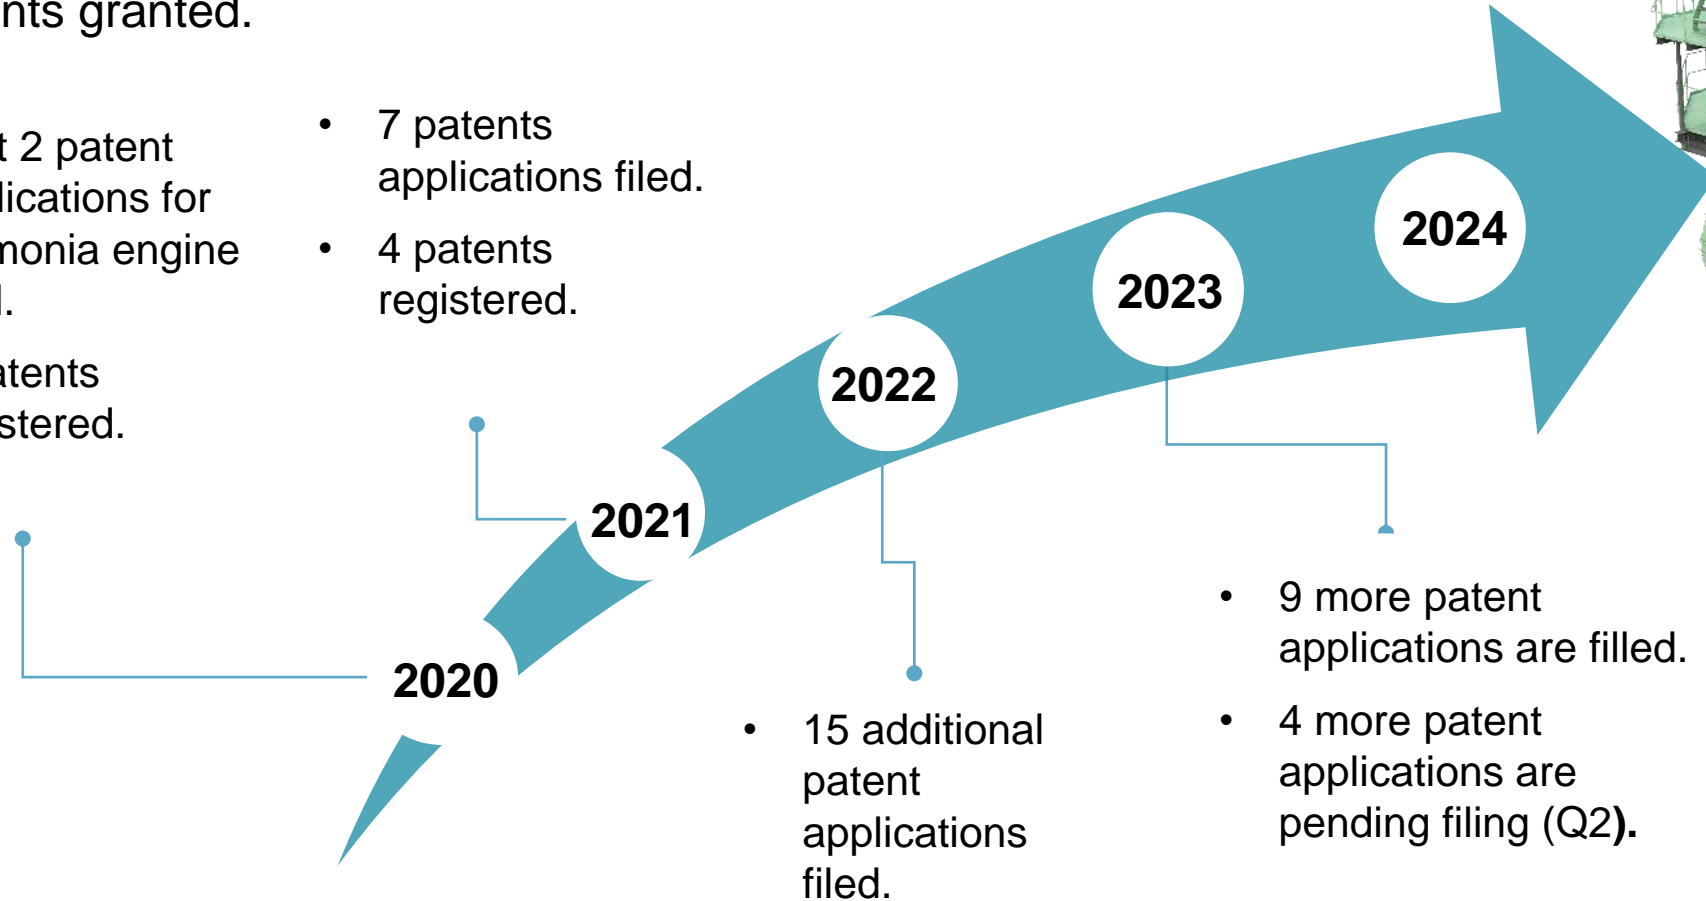 nts granted.
t 2 patent
lications for
monia engine
l.
atents
stered.
• 7 patents
applications filed.
• 4 patents
registered.
2024
2023
2022
2021
2020
• 15 additional
patent
applications
filed.
• 9 more patent
applications are filled.
• 4 more patent
applications are
pending filing (Q2).